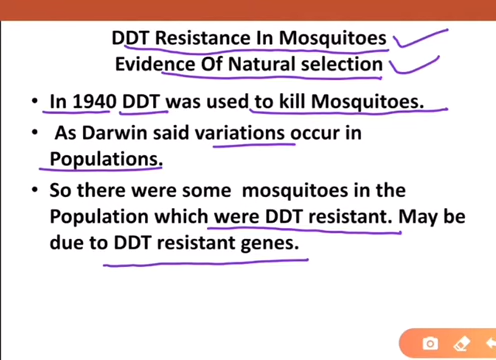 DDT Resistance In Mosquitoes
Evidence Of Natural selection
• In 1940 DDT was used to kill Mosquitoes.
• As Darwin said variations occur in
Populations.
• So there were some mosquitoes in the
Population which were DDT resistant. May be
due to DDT resistant genes.